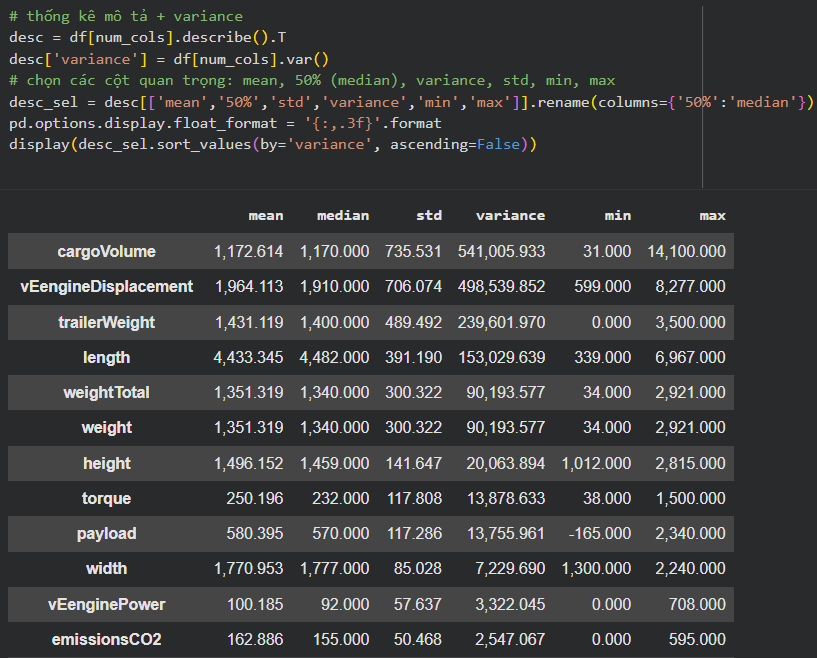 # thống kê mô tả + variance
desc = df[num_cols].describe().T
desc['variance'] = df[num_cols].var()
# chọn các cột quan trọng: mean, 50% (median), variance, std, min, max
desc_sel = desc[['mean','50%','std','variance','min','max']].rename(columns={'50%':'median'})
pd.options.display.float_format = '{:,.3f}'.format
display(desc_sel.sort_values(by='variance', ascending=False))
mean median std variance min max
cargoVolume 1,172.614 1,170.000 735.531 541,005.933 31.000 14,100.000
vEengineDisplacement 1,964.113 1,910.000 706.074 498,539.852 599.000 8,277.000
trailerWeight 1,431.119 1,400.000 489.492 239,601.970 0.000 3,500.000
length 4,433.345 4,482.000 391.190 153,029.639 339.000 6,967.000
weightTotal 1,351.319 1,340.000 300.322 90,193.577 34.000 2,921.000
weight 1,351.319 1,340.000 300.322 90,193.577 34.000 2,921.000
height 1,496.152 1,459.000 141.647 20,063.894 1,012.000 2,815.000
torque 250.196 232.000 117.808 13,878.633 38.000 1,500.000
payload 580.395 570.000 117.286 13,755.961 -165.000 2,340.000
width 1,770.953 1,777.000 85.028 7,229.690 1,300.000 2,240.000
vEenginePower 100.185 92.000 57.637 3,322.045 0.000 708.000
emissionsCO2 162.886 155.000 50.468 2,547.067 0.000 595.000